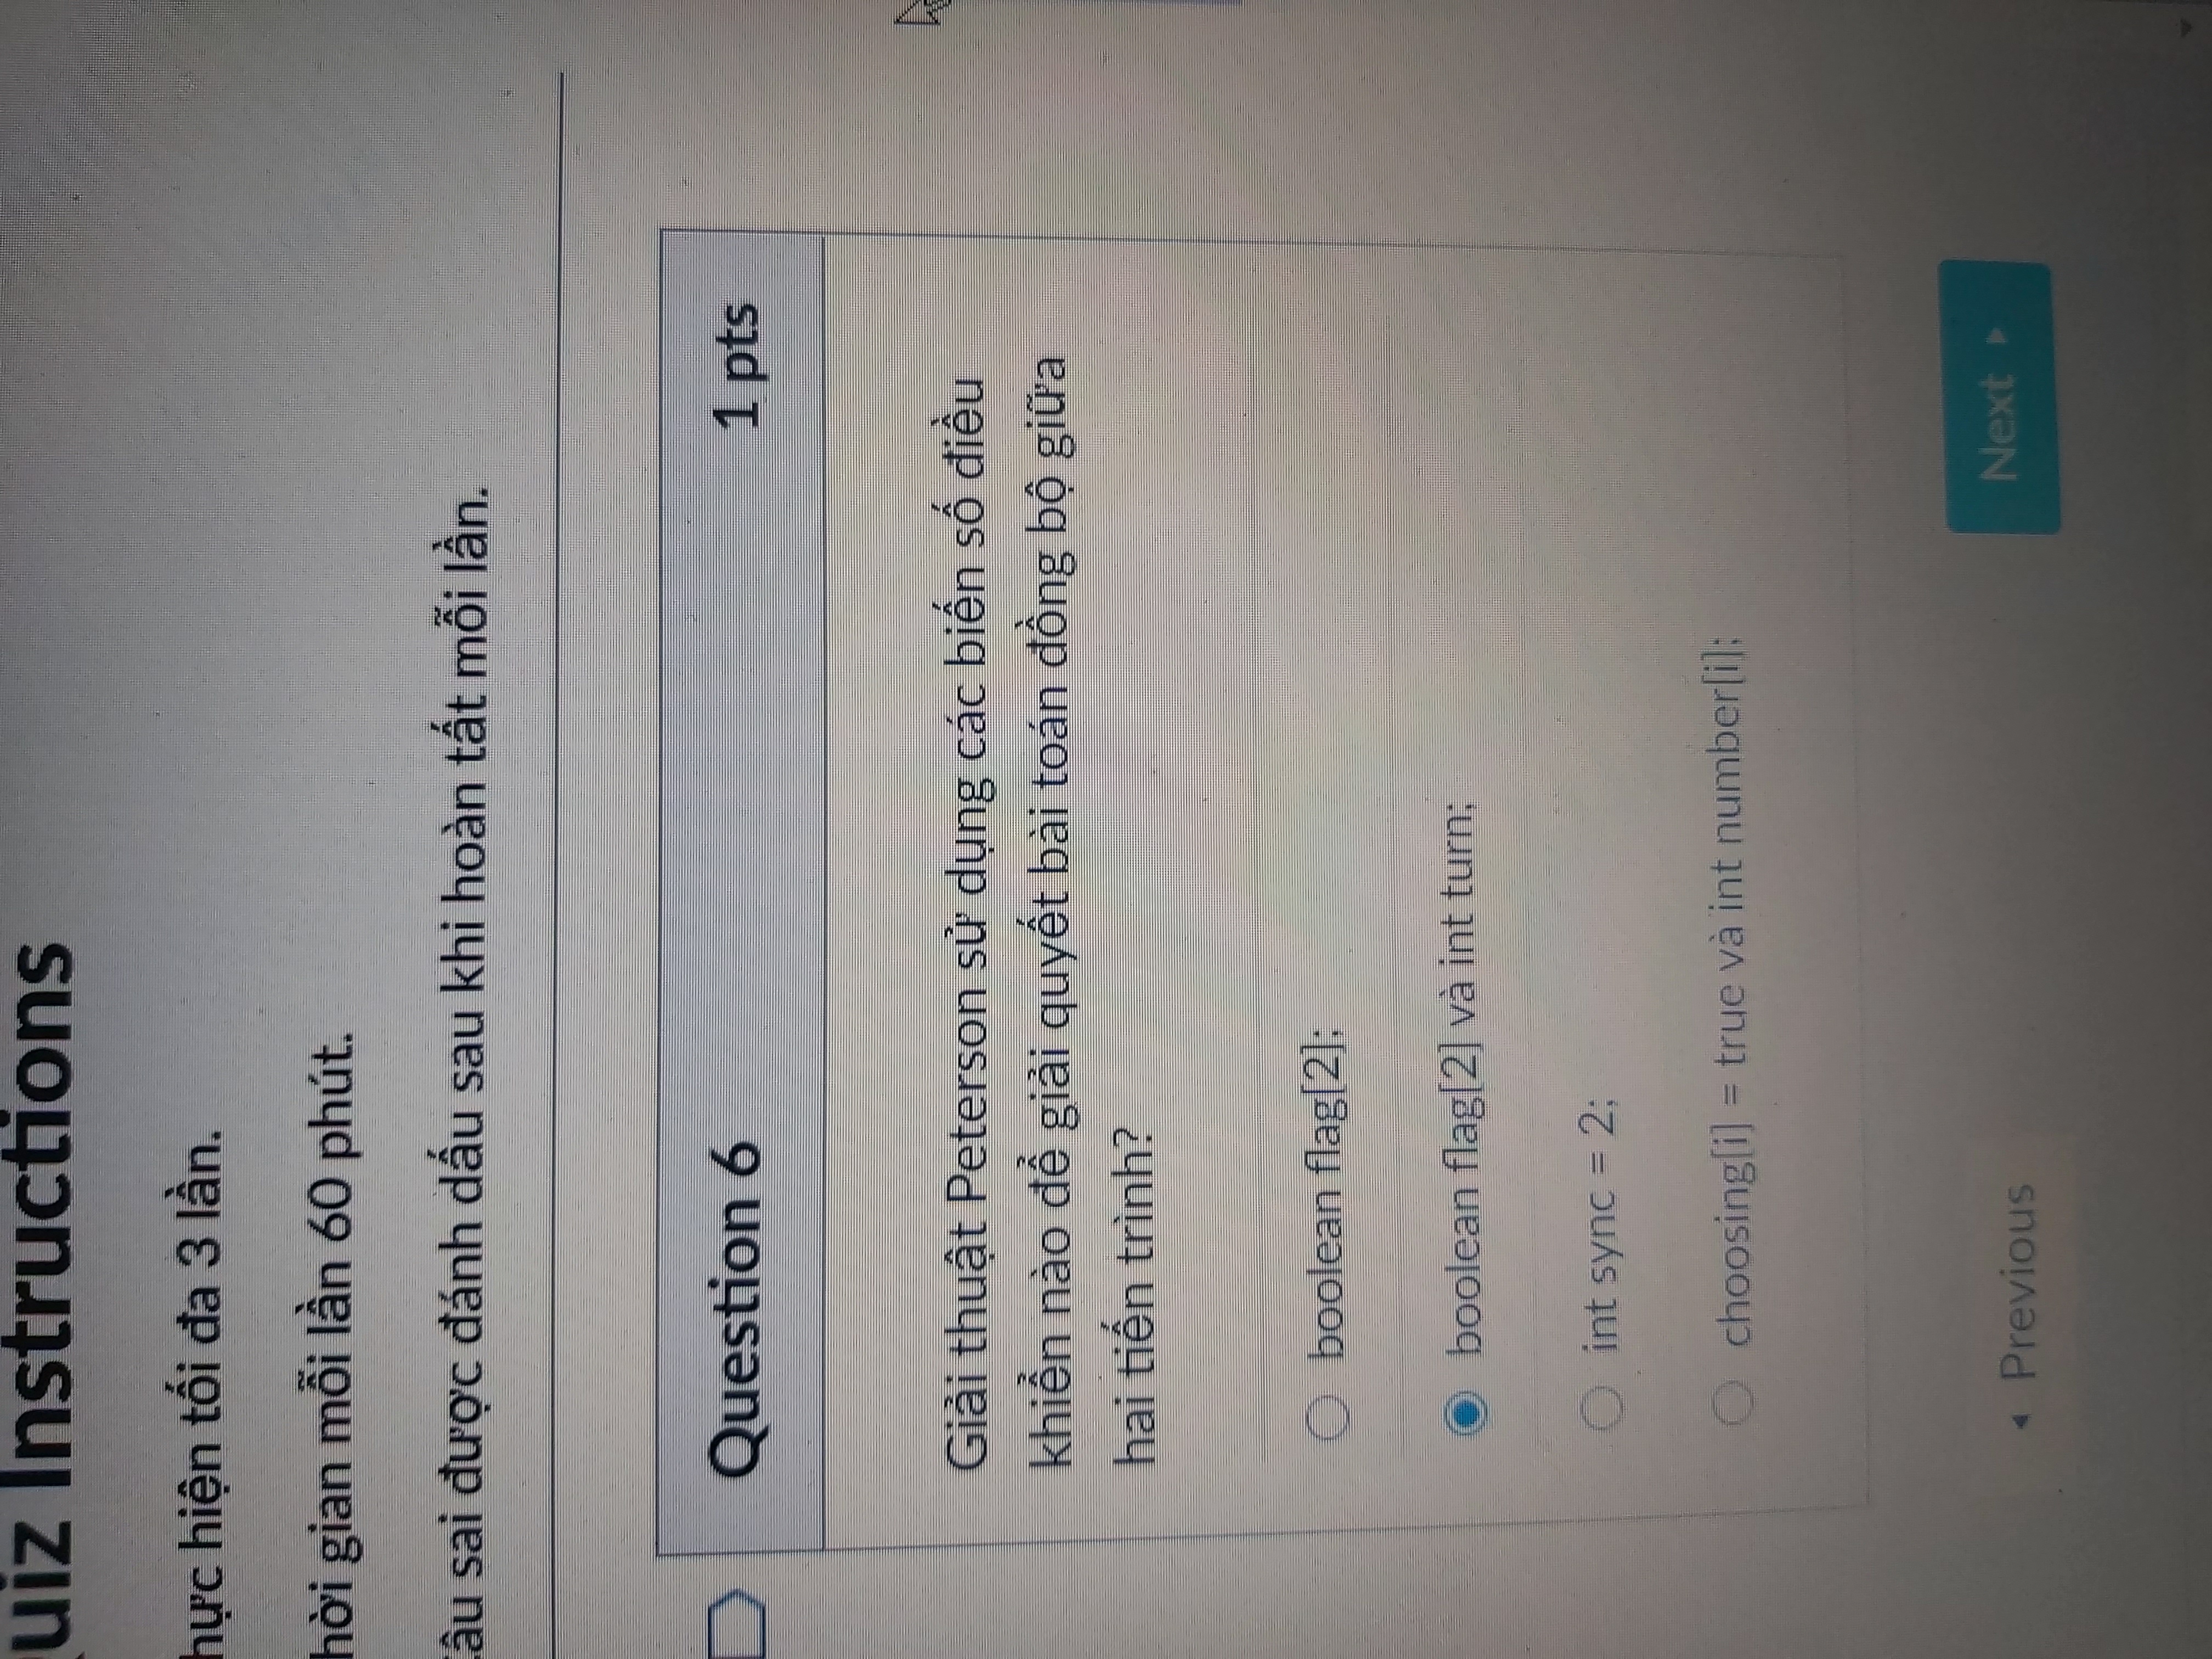 uiz Instructions
hực hiện tối đa 3 lần.
hời gian mỗi lần 60 phút.
Câu sai được đánh dấu sau khi hoàn tất mỗi lần.
Question 6
1 pts
Giải thuật Peterson sử dụng các biến số điều
khiển nào để giải quyết bài toán đồng bộ giữa
hai tiến trình?
boolean flag[2];
boolean flag[2] và int turn;
int sync = 2;
choosing[i] = true và int number[i];
◂ Previous
Next ▸